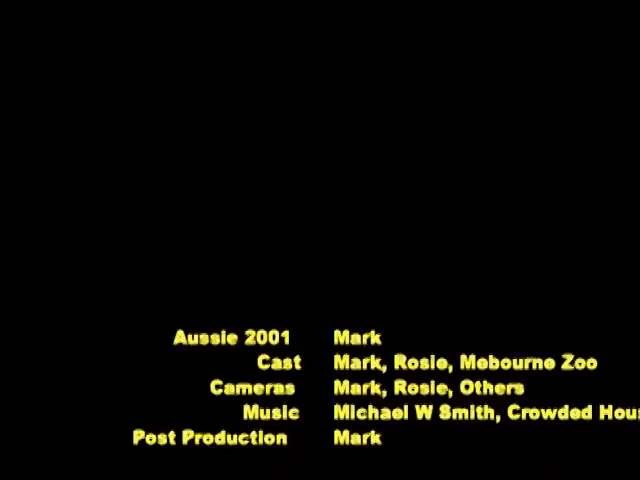 Aussie 2001 Mark
Cast Mark, Rosie, Mebourne Zoo
Cameras Mark, Rosie, Others
Music Michael W Smith, Crowded Hous
Post Production Mark